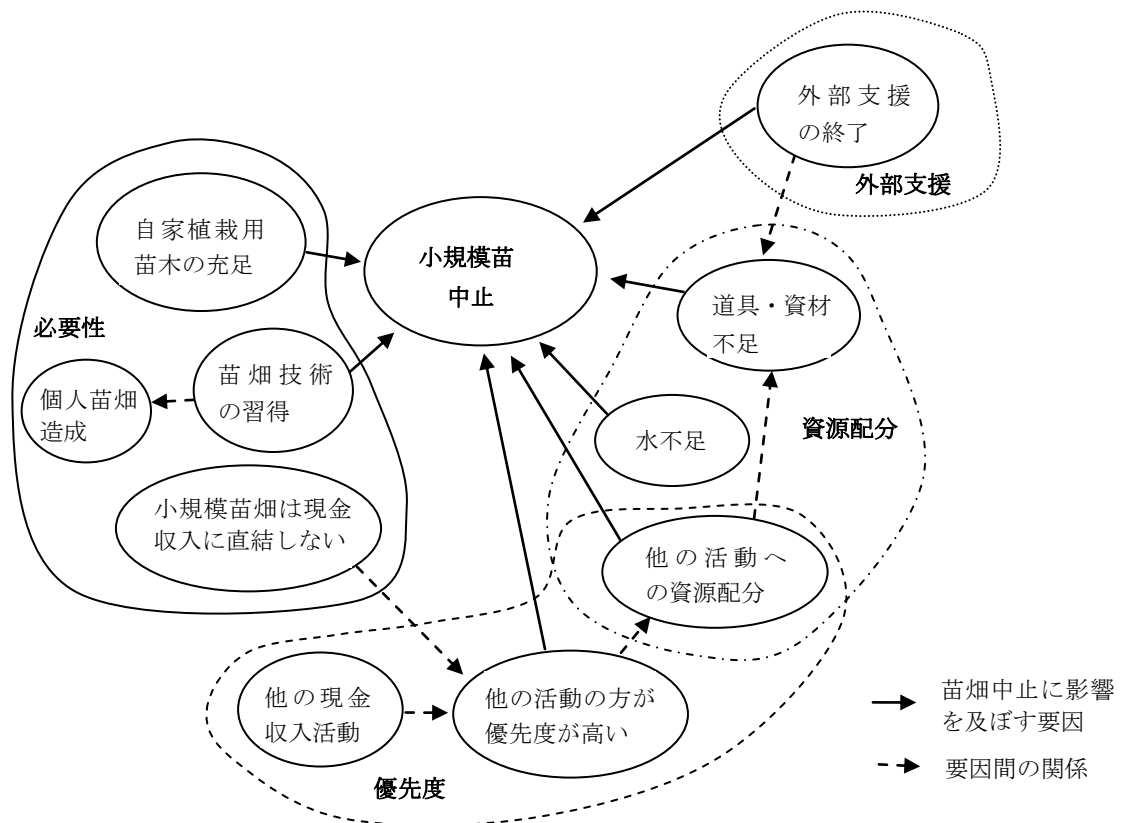 外部支援
の終了
外部支援
自家植栽用
苗木の充足
小規模苗
中止
道具・資材
不足
必要性
個人苗畑
造成
苗畑技術
の習得
水不足
資源配分
小規模苗畑は現金
収入に直結しない
他の活動へ
の資源配分
他の現金
収入活動
他の活動の方が
優先度が高い
優先度
苗畑中止に影響
を及ぼす要因
要因間の関係